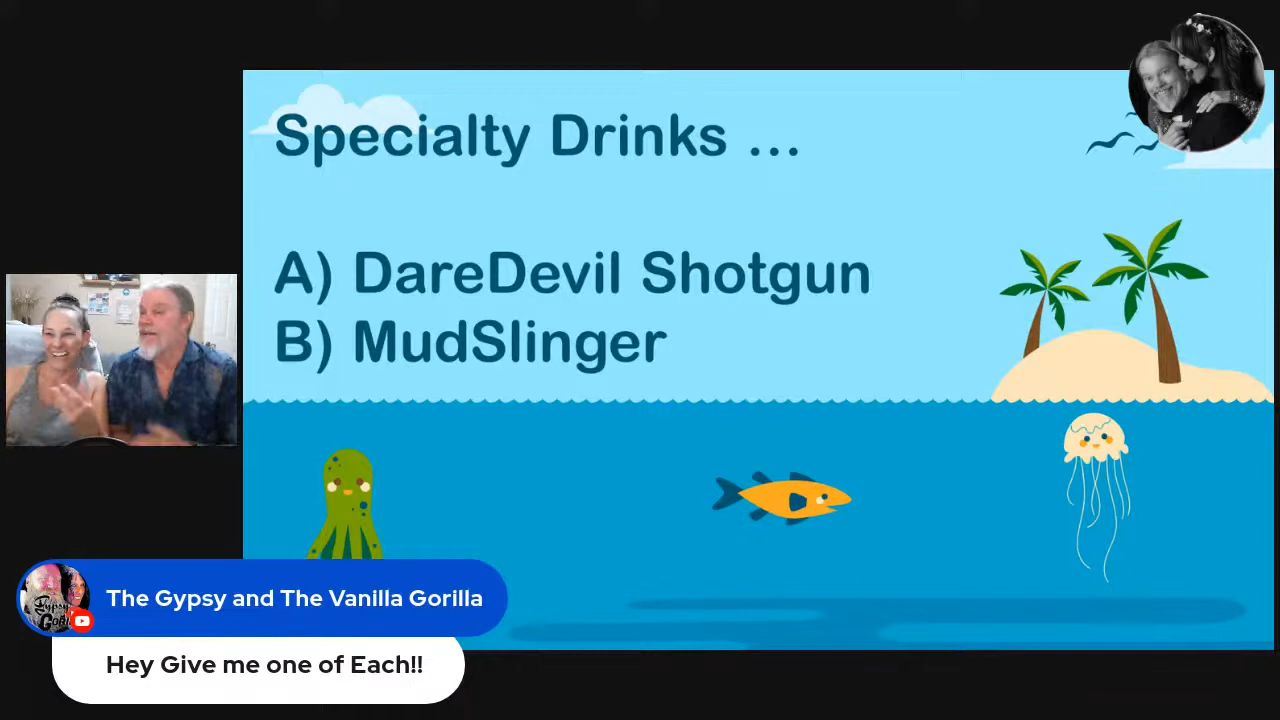 Specialty Drinks ...
A) DareDevil Shotgun
B) MudSlinger
The Gypsy and The Vanilla Gorilla
Hey Give me one of Each!!